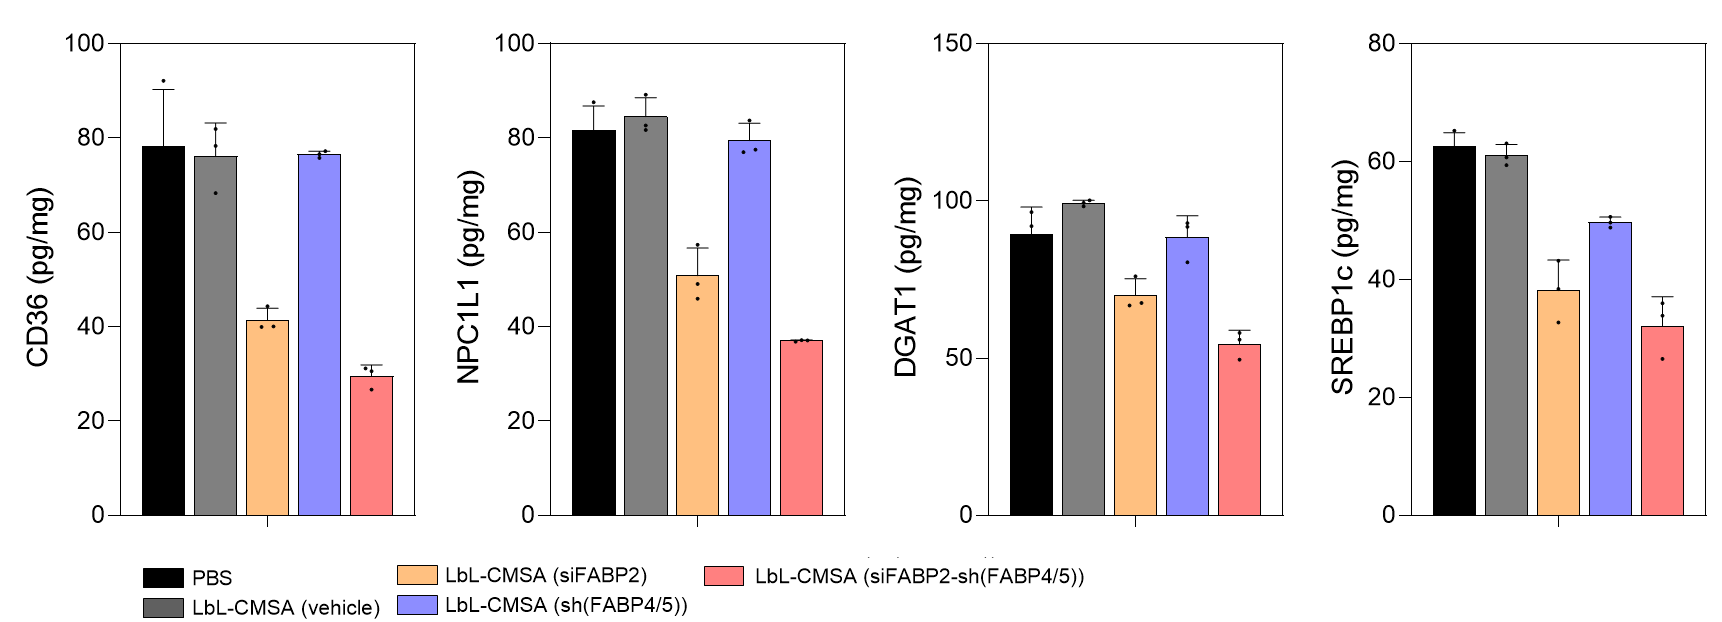 100
80
60
40
20
0
CD36 (pg/mg)
100
80
60
40
20
0
NPC1L1 (pg/mg)
150
100
50
0
DGAT1 (pg/mg)
80
60
40
20
0
SREBP1c (pg/mg)
PBS
LbL-CMSA (vehicle)
LbL-CMSA (siFABP2)
LbL-CMSA (sh(FABP4/5))
LbL-CMSA (siFABP2-sh(FABP4/5))